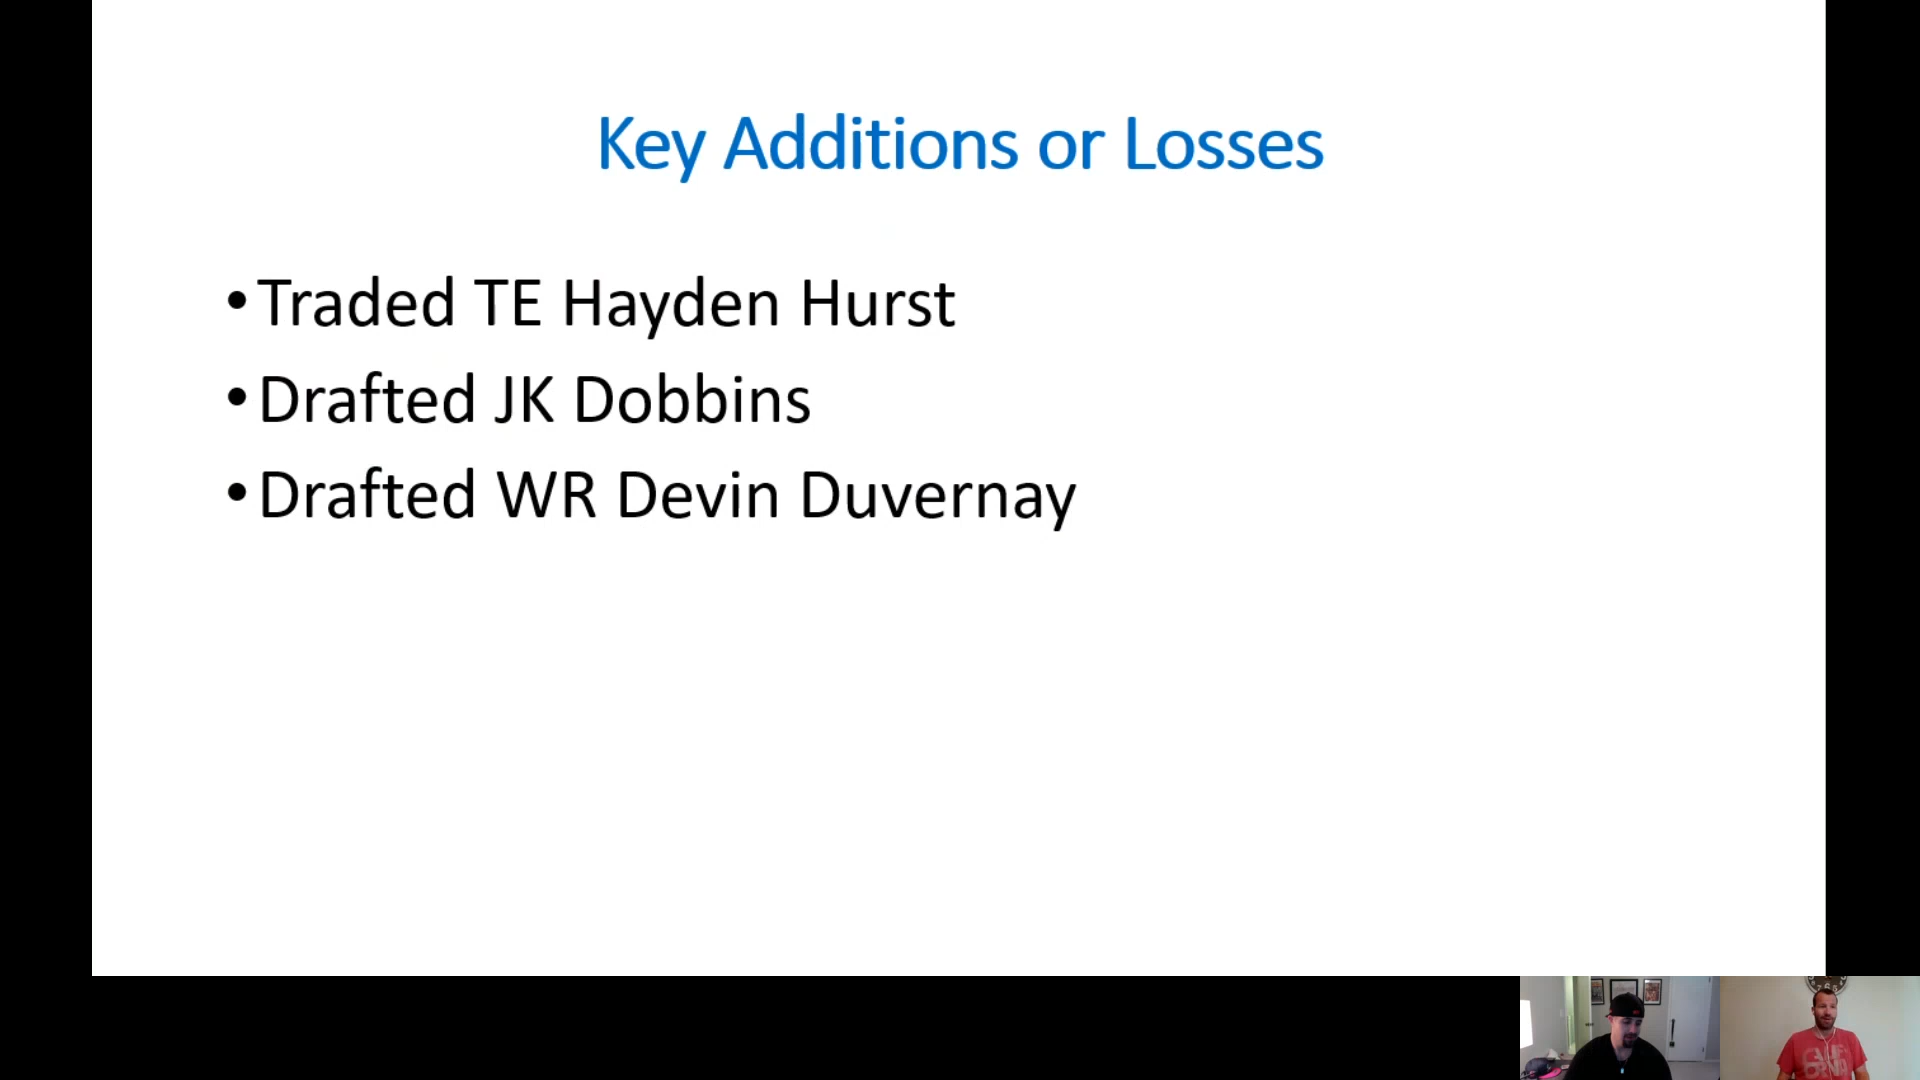 Key Additions or Losses
•Traded TE Hayden Hurst
•Drafted JK Dobbins
•Drafted WR Devin Duvernay